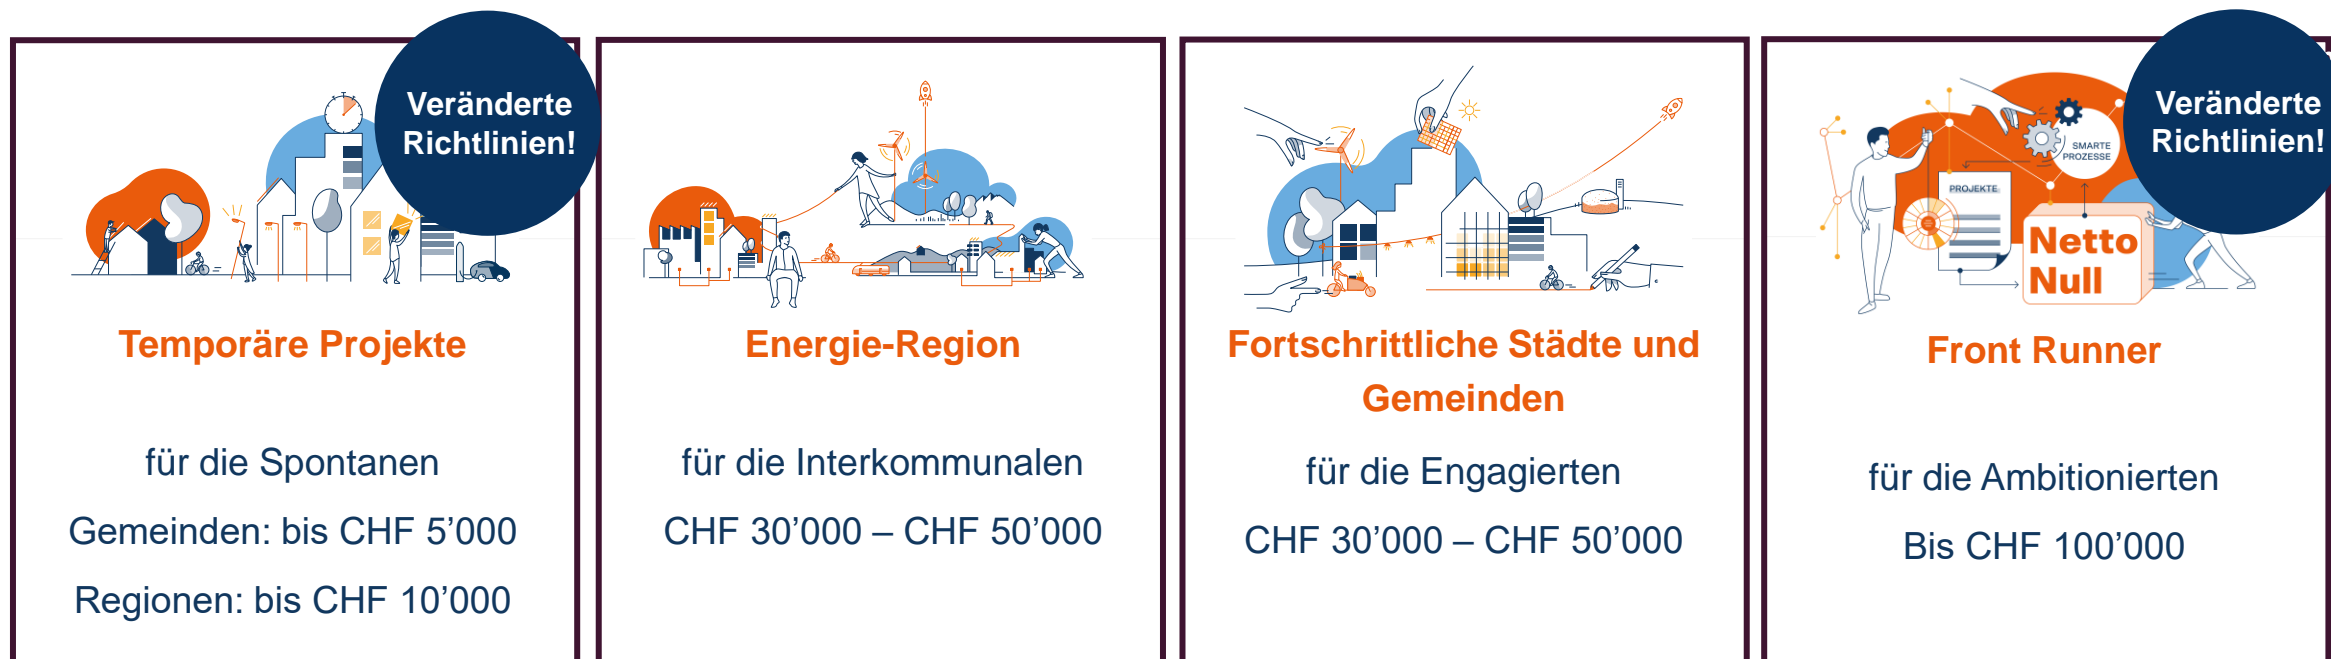 Veränderte
Richtlinien!
Temporäre Projekte
für die Spontanen
Gemeinden: bis CHF 5’000
Regionen: bis CHF 10’000
Energie-Region
für die Interkommunalen
CHF 30’000 – CHF 50’000
Fortschrittliche Städte und
Gemeinden
für die Engagierten
CHF 30’000 – CHF 50’000
Veränderte
Richtlinien!
SMARTE
PROZESSE
PROJEKTE
Netto
Null
Front Runner
für die Ambitionierten
Bis CHF 100’000